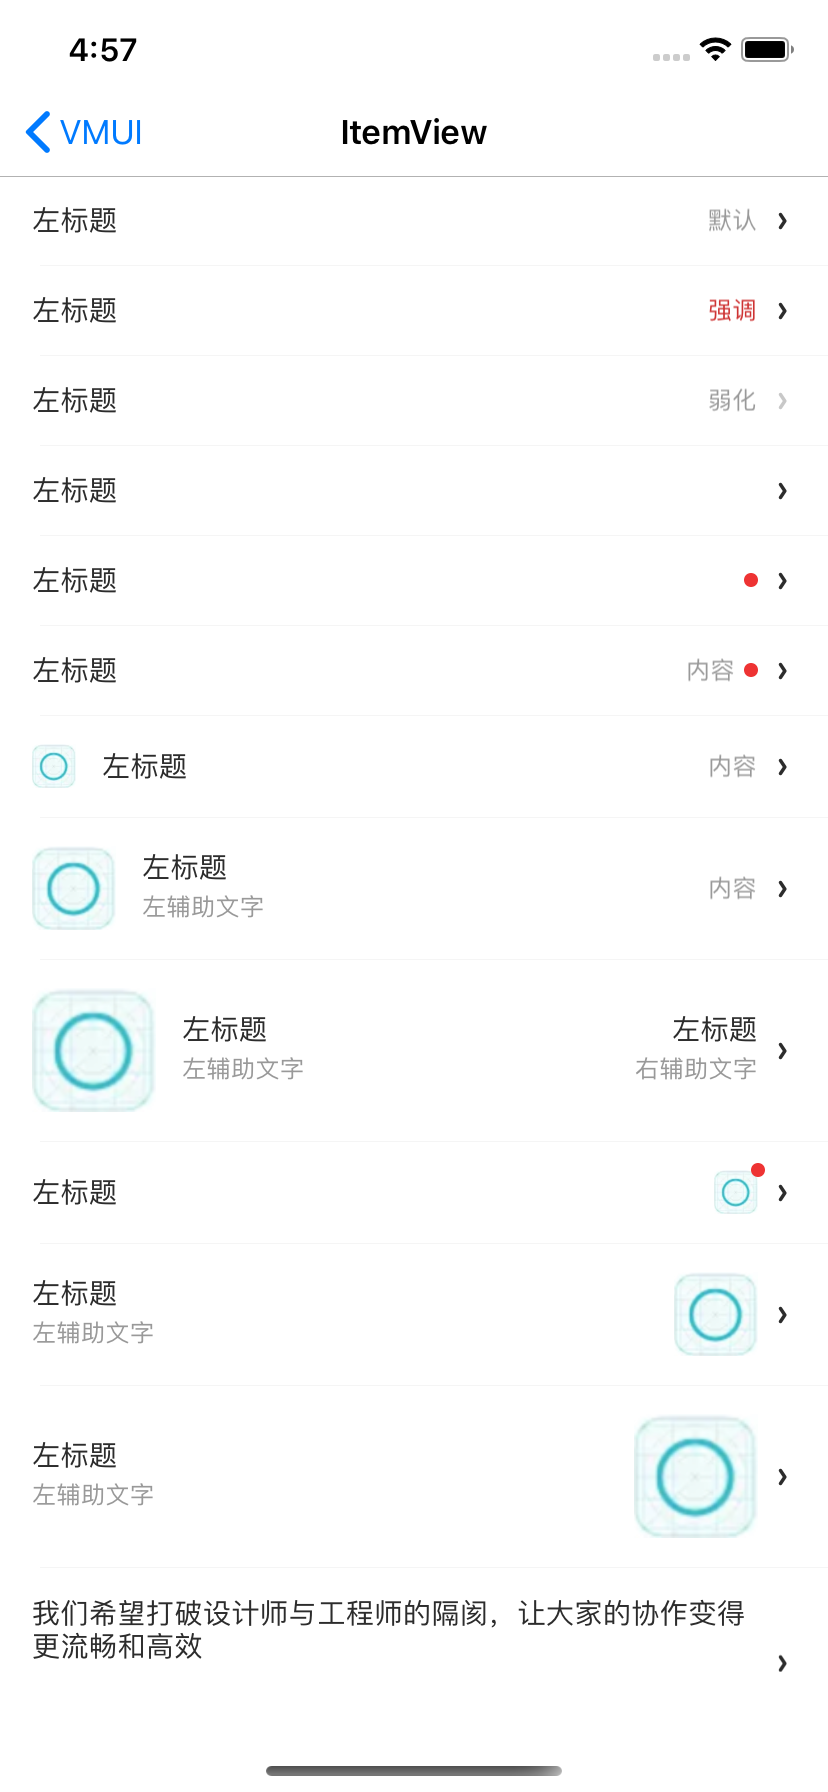 4:57
VMUI
ItemView
左标题 默认
左标题 强调
左标题 弱化
左标题
左标题
左标题 内容
左标题 内容
左标题
左辅助文字
内容
左标题
左辅助文字
左标题
右辅助文字
左标题
左标题
左辅助文字
左标题
左辅助文字
我们希望打破设计师与工程师的隔阂，让大家的协作变得
更流畅和高效